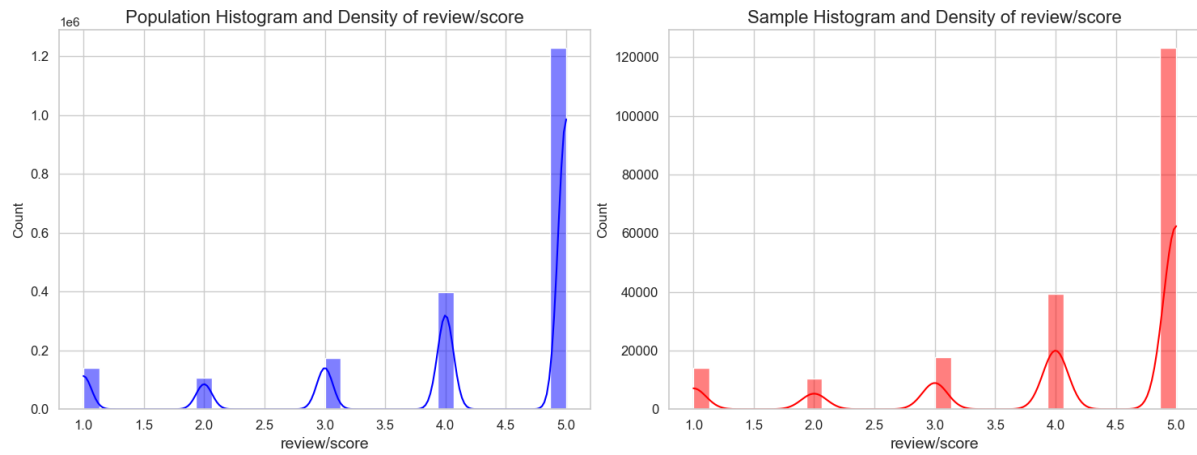 Population Histogram and Density of review/score
1e6
1.2
1.0
0.8
0.6
0.4
0.2
0.0
Count
1.0 1.5 2.0 2.5 3.0 3.5 4.0 4.5 5.0
review/score
Sample Histogram and Density of review/score
120000
100000
80000
60000
40000
20000
0
Count
1.0 1.5 2.0 2.5 3.0 3.5 4.0 4.5 5.0
review/score